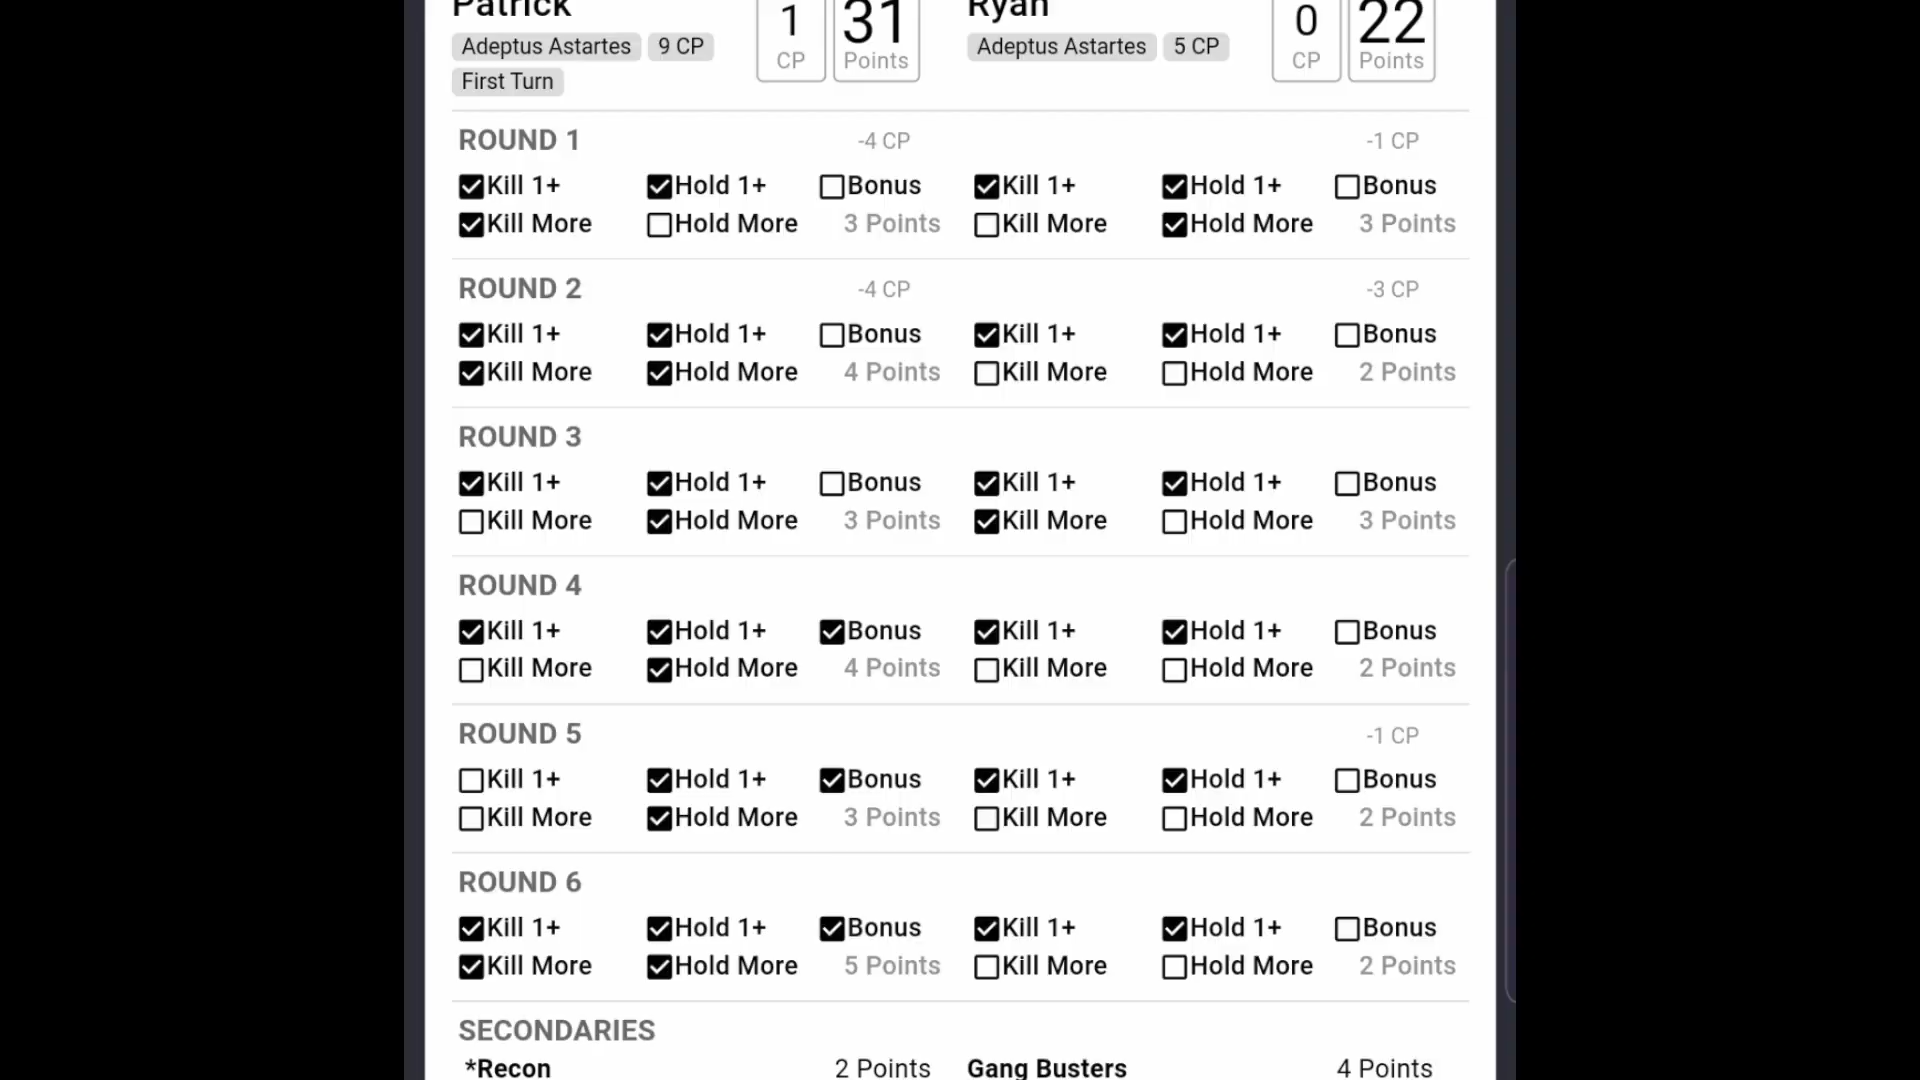 Patrick 1 31 Ryan 0 22
Adeptus Astartes 9 CP CP Points Adeptus Astartes 5 CP CP Points
First Turn
ROUND 1 -4 CP -1 CP
Kill 1+ Hold 1+ Bonus Kill 1+ Hold 1+ Bonus
Kill More Hold More 3 Points Kill More Hold More 3 Points
ROUND 2 -4 CP -3 CP
Kill 1+ Hold 1+ Bonus Kill 1+ Hold 1+ Bonus
Kill More Hold More 4 Points Kill More Hold More 2 Points
ROUND 3
Kill 1+ Hold 1+ Bonus Kill 1+ Hold 1+ Bonus
Kill More Hold More 3 Points Kill More Hold More 3 Points
ROUND 4
Kill 1+ Hold 1+ Bonus Kill 1+ Hold 1+ Bonus
Kill More Hold More 4 Points Kill More Hold More 2 Points
ROUND 5 -1 CP
Kill 1+ Hold 1+ Bonus Kill 1+ Hold 1+ Bonus
Kill More Hold More 3 Points Kill More Hold More 2 Points
ROUND 6
Kill 1+ Hold 1+ Bonus Kill 1+ Hold 1+ Bonus
Kill More Hold More 5 Points Kill More Hold More 2 Points
SECONDARIES
*Recon 2 Points Gang Busters 4 Points